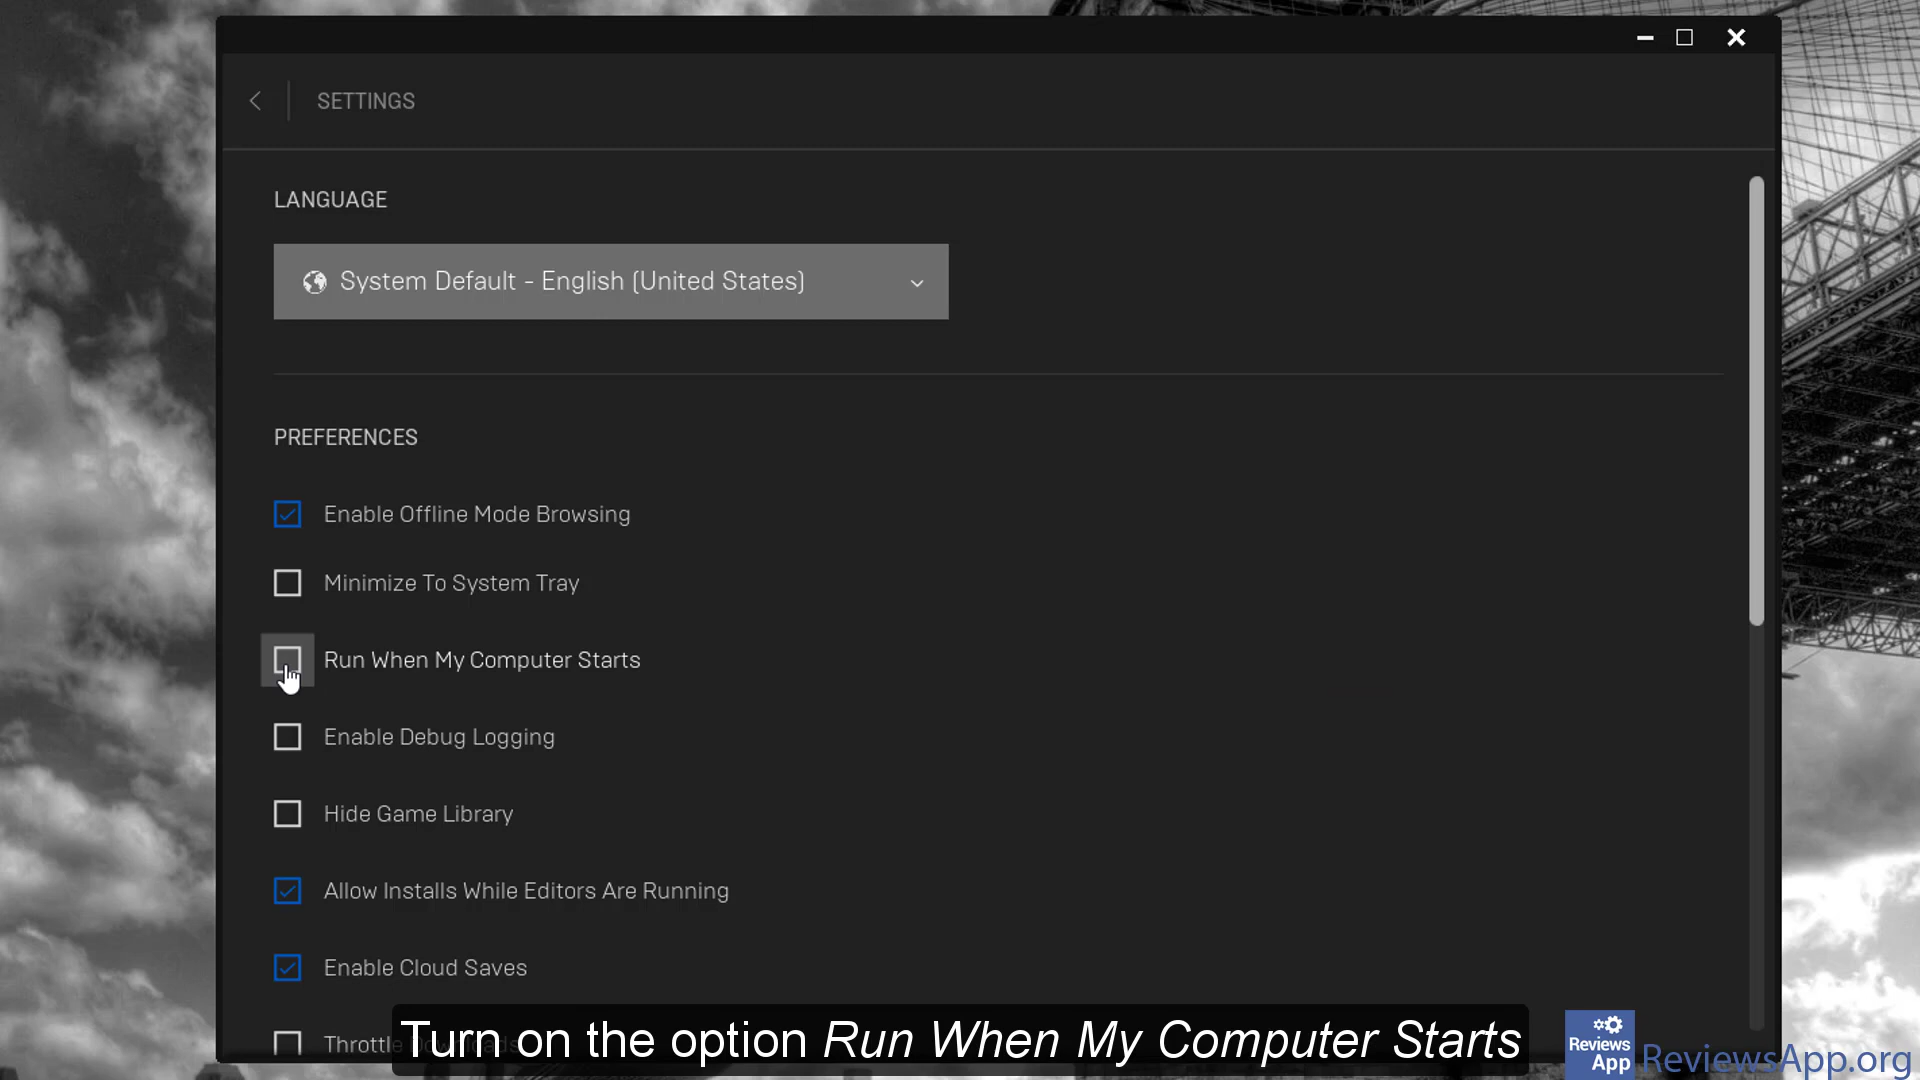 SETTINGS
LANGUAGE
System Default - English (United States)
PREFERENCES
Enable Offline Mode Browsing
Minimize To System Tray
Run When My Computer Starts
Enable Debug Logging
Hide Game Library
Allow Installs While Editors Are Running
Enable Cloud Saves
Throttle Downloads
Turn on the option Run When My Computer Starts
Reviews
App
ReviewsApp.org